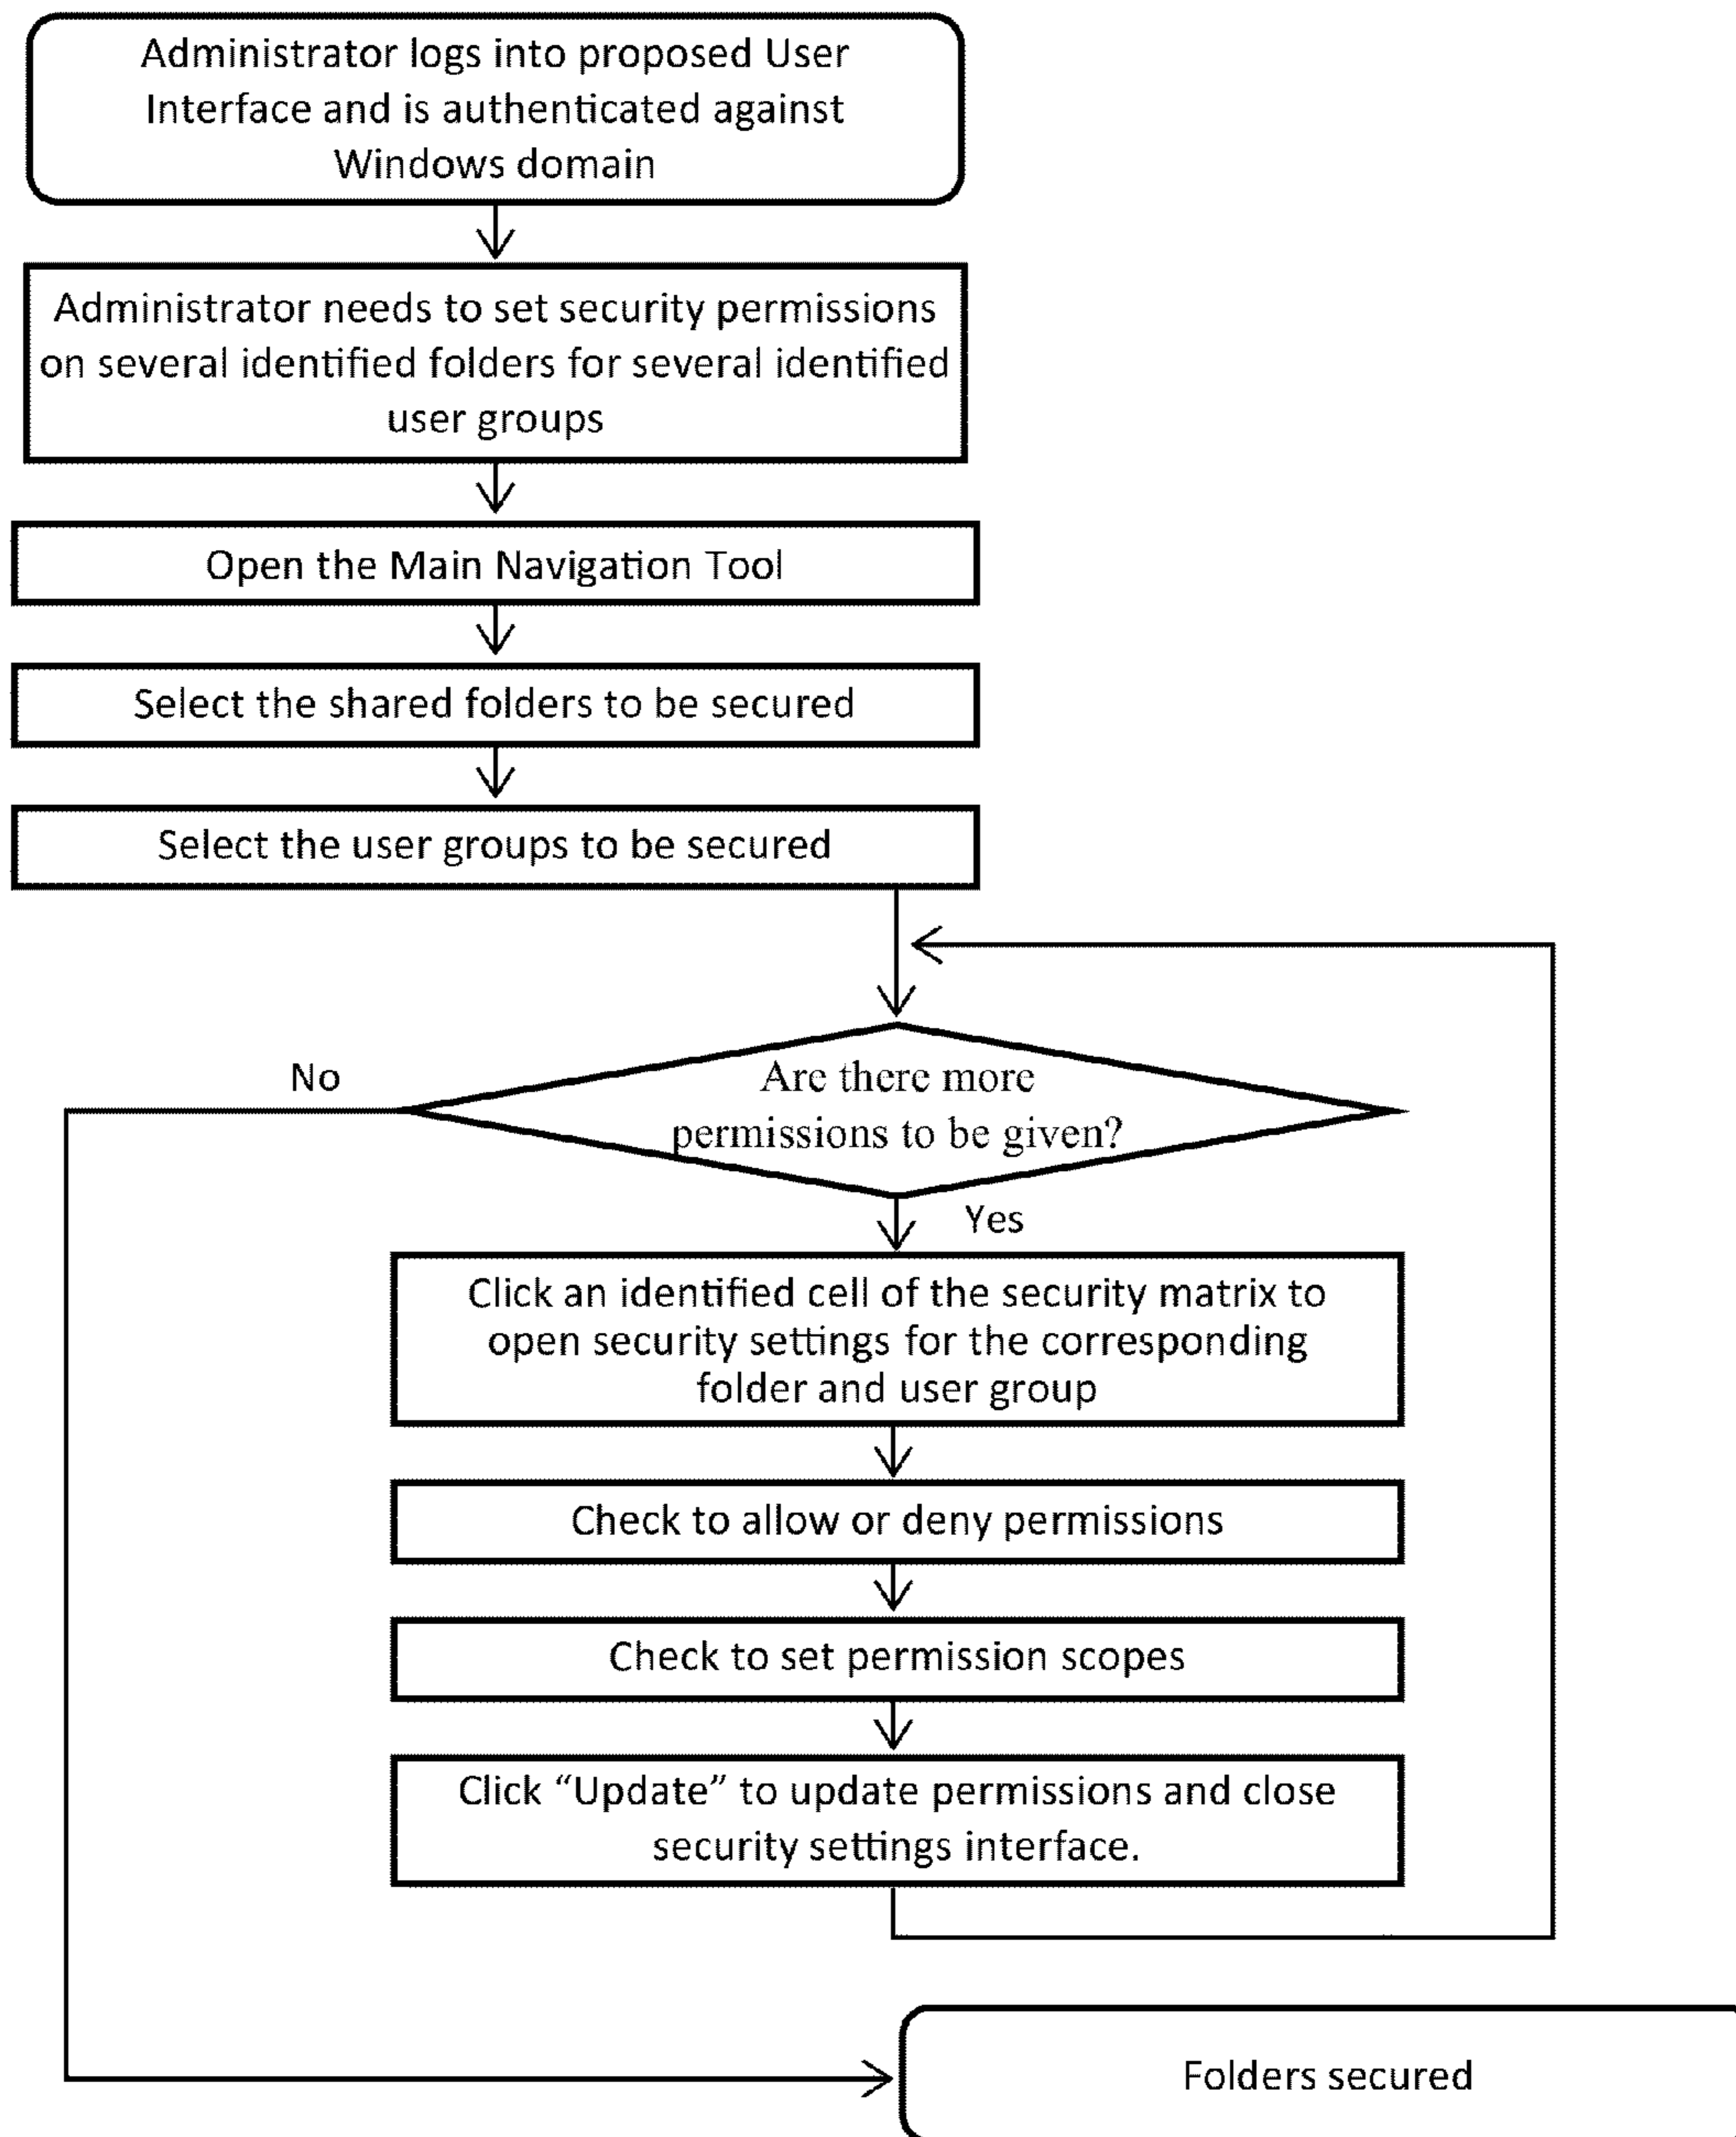 Administrator logs into proposed User
Interface and is authenticated against
Windows domain
Administrator needs to set security permissions
on several identified folders for several identified
user groups
Open the Main Navigation Tool
Select the shared folders to be secured
Select the user groups to be secured
No
Are there more
permissions to be given?
Yes
Click an identified cell of the security matrix to
open security settings for the corresponding
folder and user group
Check to allow or deny permissions
Check to set permission scopes
Click “Update” to update permissions and close
security settings interface.
Folders secured